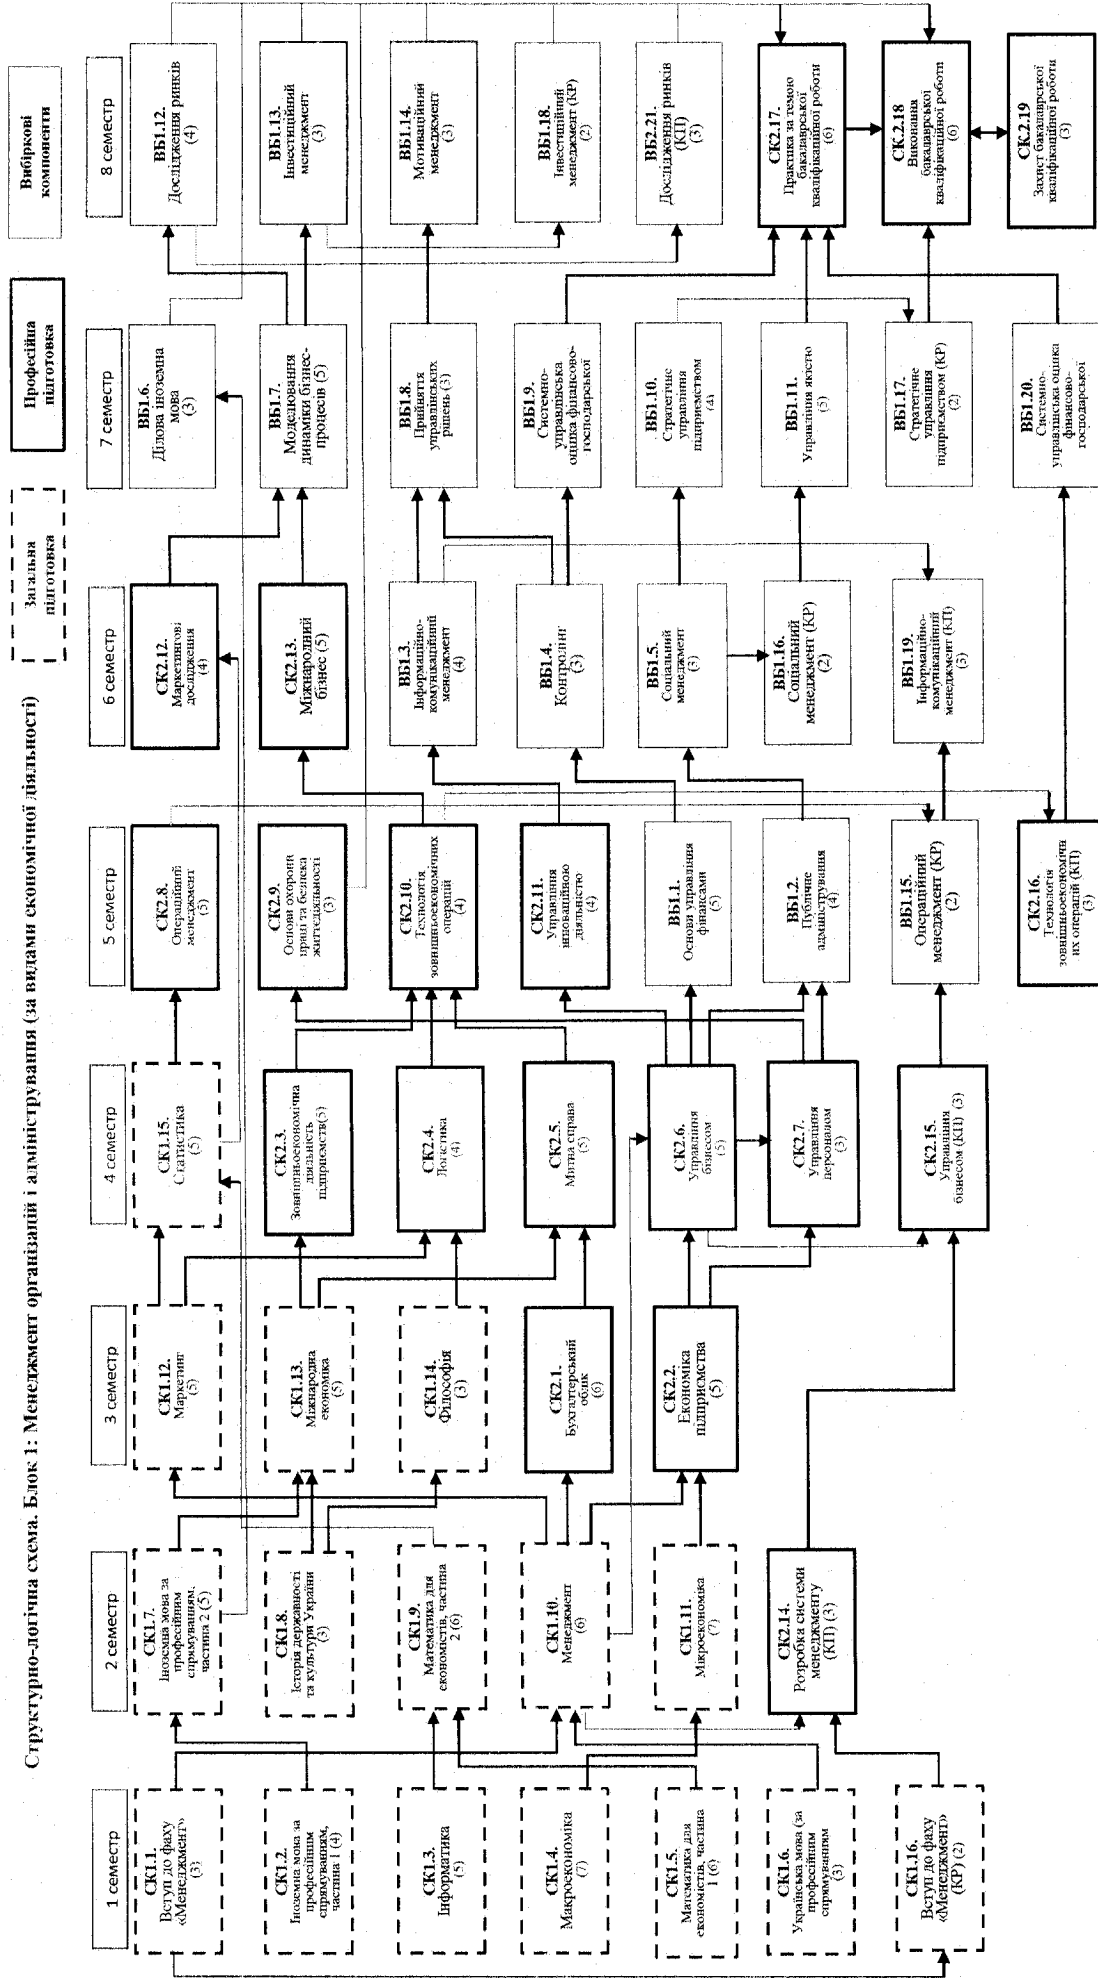 Структурно-логічна схема. Блок 1: Менеджмент організацій і адміністрування (за видами економічної діяльності)
Загальна
підготовка
Професійна
підготовка
Вибіркові
компоненти
1 семестр
СК1.1.
Вступ до фаху
«Менеджмент»
(3)
СК1.2.
Іноземна мова за
професійним
спрямуванням,
частина 1 (4)
СК1.3.
Інформатика
(5)
СК1.4.
Макроекономіка
(7)
СК1.5.
Математика для
економістів, частина
1 (6)
СК1.6.
Українська мова (за
професійним
спрямуванням
(3)
СК1.16.
Вступ до фаху
«Менеджмент»
(КР) (2)
2 семестр
СК1.7.
Іноземна мова за
професійним
спрямуванням,
частина 2 (5)
СК1.8.
Історія державності
та культури України
(3)
СК1.9.
Математика для
економістів, частина
2 (6)
СК1.10.
Менеджмент
(6)
СК1.11.
Мікроекономіка
(7)
СК2.14.
Розробка системи
менеджменту
(КП) (3)
3 семестр
СК1.12.
Маркетинг
(5)
СК1.13.
Міжнародна
економіка
(5)
СК1.14.
Філософія
(3)
СК2.1.
Бухгалтерський
облік
(6)
СК2.2.
Економіка
підприємства
(5)
4 семестр
СК1.15.
Статистика
(5)
СК2.3.
Зовнішньоекономічна
діяльність
підприємств(5)
СК2.4.
Логістика
(4)
СК2.5.
Митна справа
(5)
СК2.6.
Управління
бізнесом
(5)
СК2.7.
Управління
персоналом
(3)
СК2.15.
Управління
бізнесом (КП) (3)
5 семестр
СК2.8.
Операційний
менеджмент
(5)
СК2.9.
Основи охорони
праці та безпека
життєдіяльності
(3)
СК2.10.
Технологія
зовнішньоекономічних
операцій
(4)
СК2.11.
Управління
інноваційною
діяльністю
(4)
ВБ1.1.
Основи управління
фінансами
(5)
ВБ1.2.
Публічне
адміністрування
(4)
ВБ1.15.
Операційний
менеджмент (КР)
(2)
СК2.16.
Технологія
зовнішньоекономічн
их операцій (КП)
(3)
6 семестр
СК2.12.
Маркетингові
дослідження
(4)
СК2.13.
Міжнародний
бізнес (5)
ВБ1.3.
Інформаційно-
комунікаційний
менеджмент
(4)
ВБ1.4.
Контролінг
(3)
ВБ1.5.
Соціальний
менеджмент
(3)
ВБ1.16.
Соціальний
менеджмент (КР)
(2)
ВБ1.19.
Інформаційно-
комунікаційний
менеджмент (КП)
(3)
7 семестр
ВБ1.6.
Ділова іноземна
мова
(3)
ВБ1.7.
Моделювання
динаміки бізнес-
процесів (5)
ВБ1.8.
Прийняття
управлінських
рішень (3)
ВБ1.9.
Системно-
управлінська
оцінка фінансово-
господарської
ВБ1.10.
Стратегічне
управління
підприємством
(4)
ВБ1.11.
Управління якістю
(5)
ВБ1.17.
Стратегічне
управління
підприємством (КР)
(2)
ВБ1.20.
Системно-
управлінська оцінка
фінансово-
господарської
8 семестр
ВБ1.12.
Дослідження ринків
(4)
ВБ1.13.
Інвестиційний
менеджмент
(3)
ВБ1.14.
Мотиваційний
менеджмент
(3)
ВБ1.18.
Інвестиційний
менеджмент (КР)
(2)
ВБ2.21.
Дослідження ринків
(КП)
(3)
СК2.17.
Практика за темою
бакалаврської
кваліфікаційної роботи
(6)
СК2.18
Виконання
бакалаврської
кваліфікаційної роботи
(6)
СК2.19
Захист бакалаврської
кваліфікаційної роботи
(3)